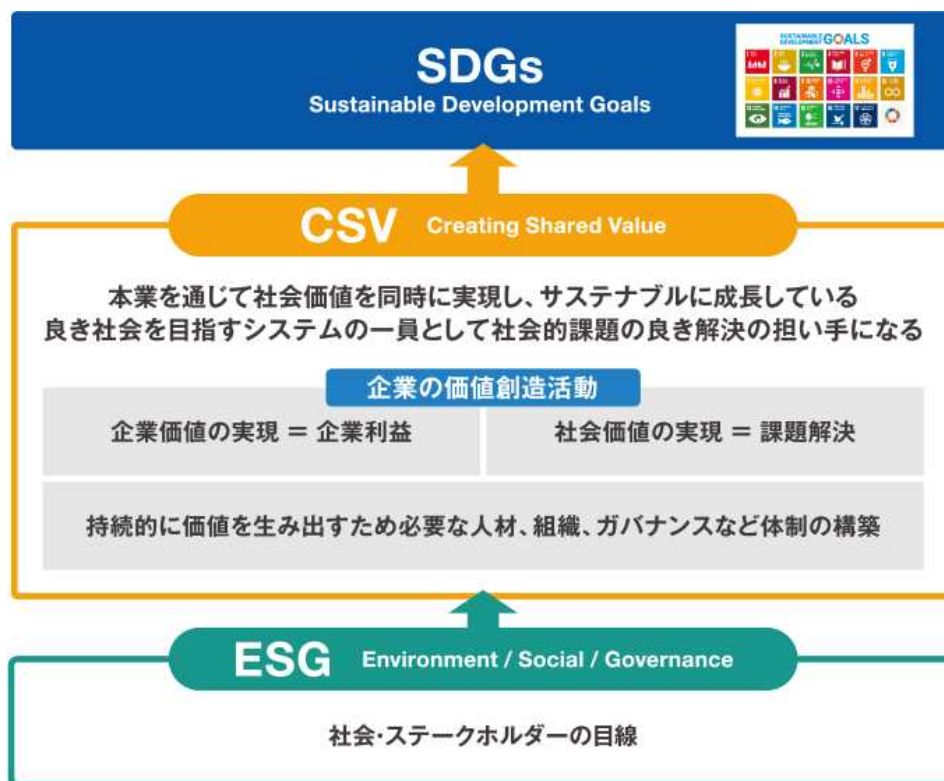 SDGs
Sustainable Development Goals
SUSTAINABLE
DEVELOPMENT
GOALS
CSV Creating Shared Value
本業を通じて社会価値を同時に実現し、サステナブルに成長している
良き社会を目指すシステムの一員として社会的課題の良き解決の担い手になる
企業の価値創造活動
企業価値の実現 = 企業利益
社会価値の実現 = 課題解決
持続的に価値を生み出すため必要な人材、組織、ガバナンスなど体制の構築
ESG Environment / Social / Governance
社会・ステークホルダーの目線